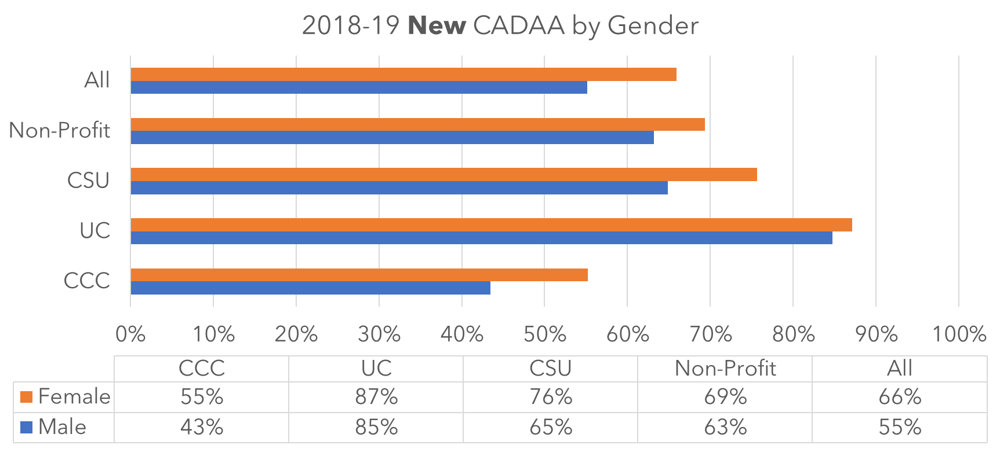 2018-19 New CADAA by Gender
All
Non-Profit
CSU
UC
CCC
0% 10% 20% 30% 40% 50% 60% 70% 80% 90% 100%
CCC UC CSU Non-Profit All
Female 55% 87% 76% 69% 66%
Male 43% 85% 65% 63% 55%